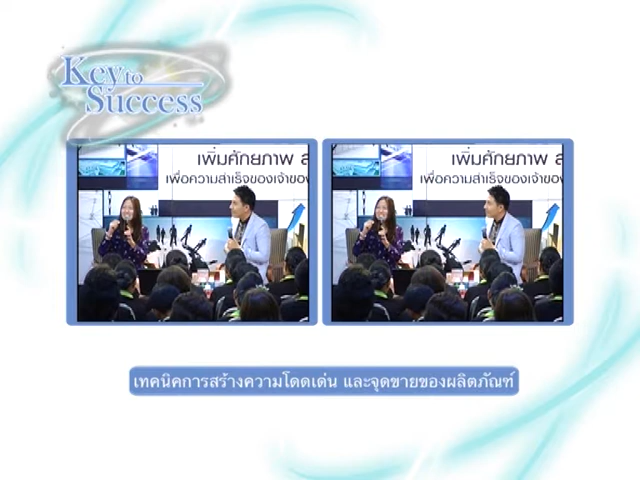 Key to
Success
เพิ่มศักยภาพ
เพื่อความสำเร็จของเจ้าของ
เพิ่มศักยภาพ
เพื่อความสำเร็จของเจ้าของ
เทคนิคการสร้างความโดดเด่น และจุดขายของผลิตภัณฑ์